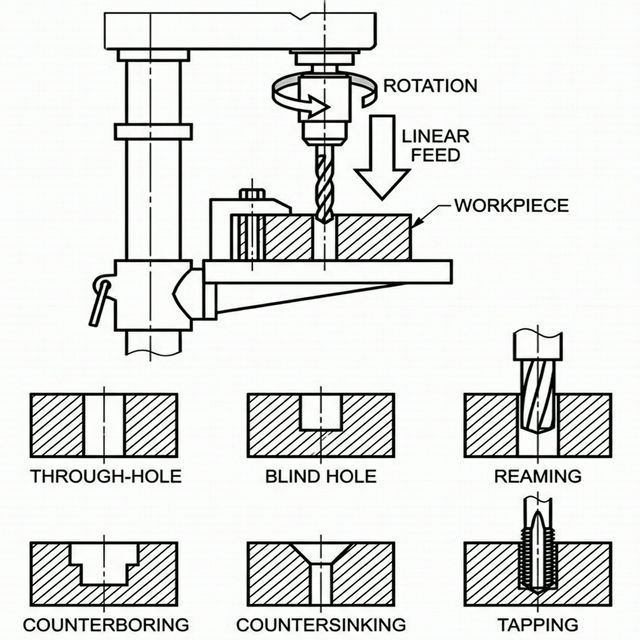 ROTATION
LINEAR
FEED
WORKPIECE
THROUGH-HOLE
BLIND HOLE
REAMING
COUNTERBORING
COUNTERSINKING
TAPPING